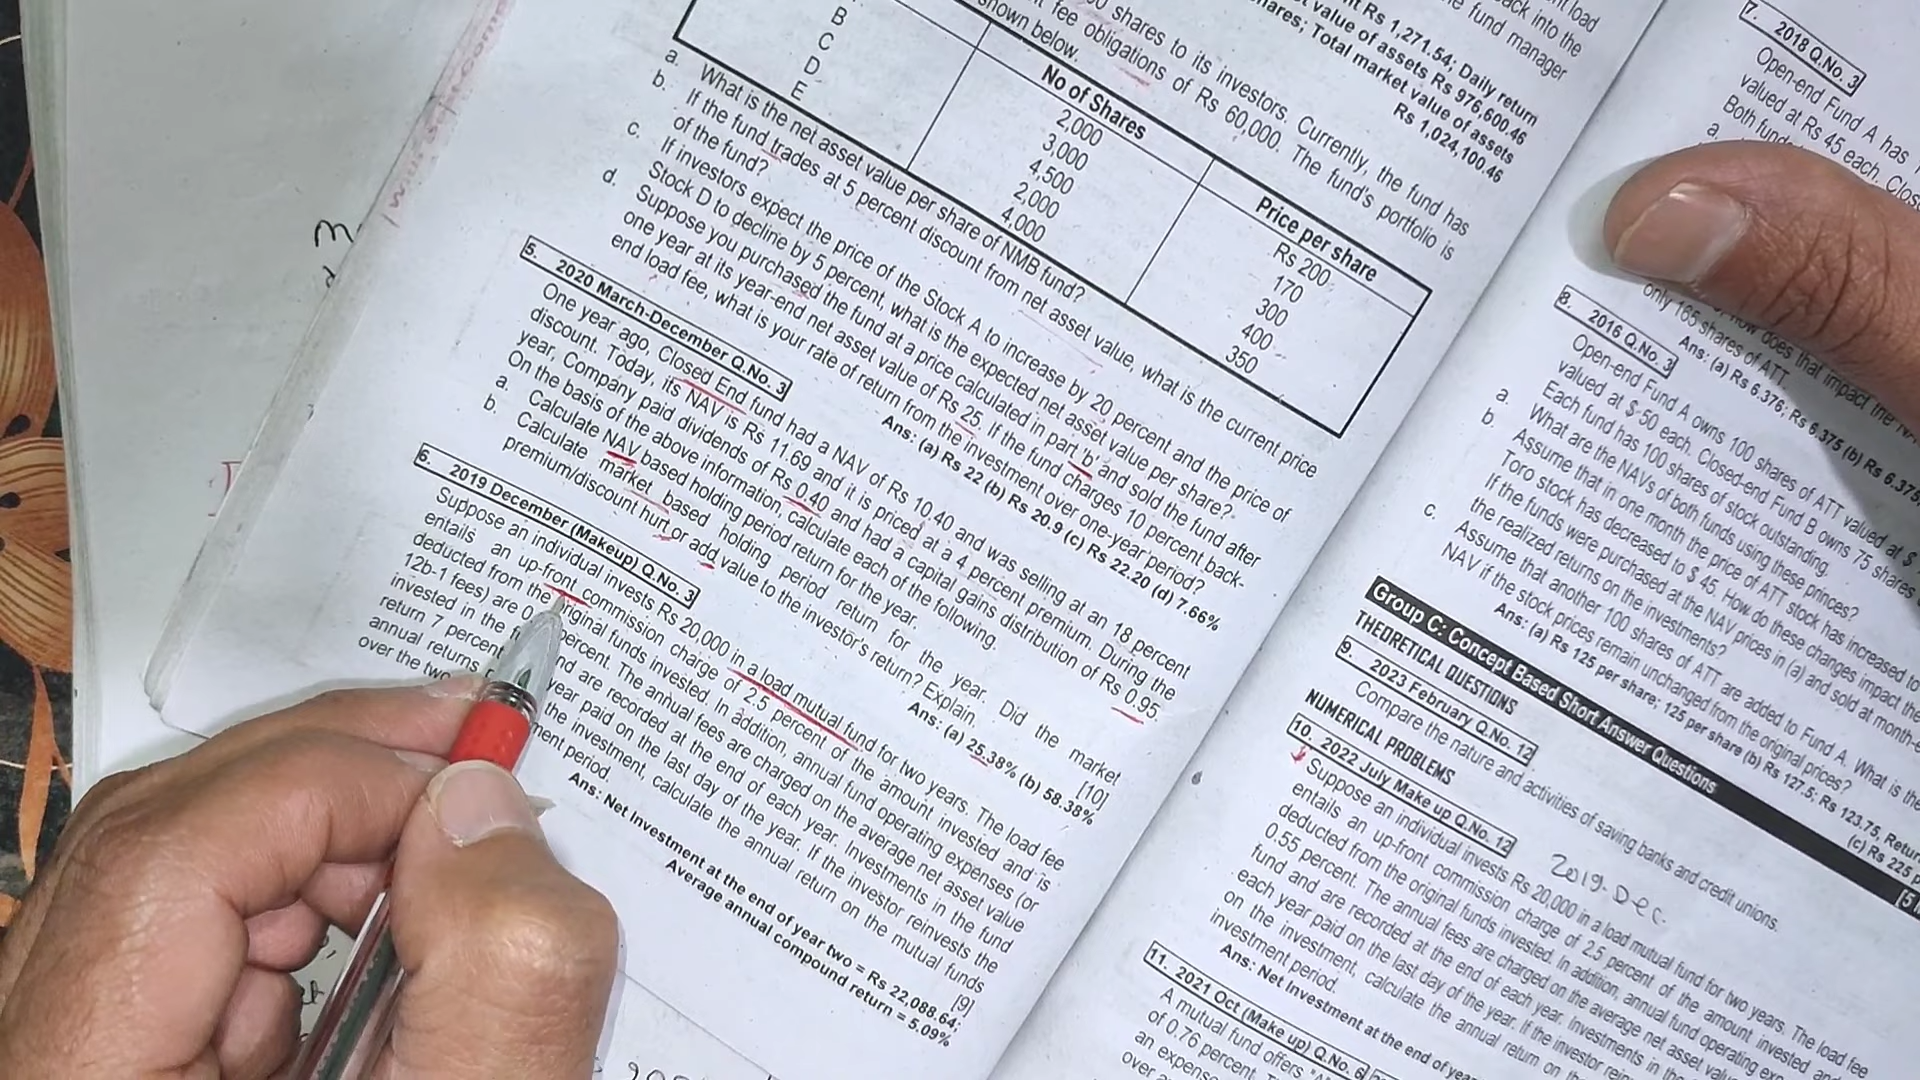 00 shares to its investors. Currently, the fund has
fee obligations of Rs 60,000. The fund's portfolio is
shown below.
No of Shares Price per share
2,000 Rs 200
B 3,000 170
C 4,500 300
D 2,000 400
E 4,000 350
a. What is the net asset value per share of NMB fund?
b. If the fund trades at 5 percent discount from net asset value, what is the current price
of the fund?
c. If investors expect the price of the Stock A to increase by 20 percent and the price of
Stock D to decline by 5 percent, what is the expected net asset value per share?
d. Suppose you purchased the fund at a price calculated in part 'b' and sold the fund after
one year at its year-end net asset value of Rs 25. If the fund charges 10 percent back-
end load fee, what is your rate of return from the investment over one-year period?
Ans: (a) Rs 22 (b) Rs 20.9 (c) Rs 22.20 (d) 7.66%
5. 2020 March-December Q.No. 3
One year ago, Closed End fund had a NAV of Rs 10.40 and was selling at an 18 percent
discount. Today, its NAV is Rs 11.69 and it is priced at a 4 percent premium. During the
year, Company paid dividends of Rs 0.40 and had a capital gains distribution of Rs 0.95
On the basis of the above information, calculate each of the following.
a. Calculate NAV based holding period return for the year.
b. Calculate market based holding period return for the year. Did the market
premium/discount hurt or add value to the investor's return? Explain. [10]
Ans: (a) 25.38% (b) 58.38%
6. 2019 December (Makeup) Q.No. 3
Suppose an individual invests Rs 20,000 in a load mutual fund for two years. The load fee
entails an up-front commission charge of 2.5 percent of the amount invested and is
deducted from the original funds invested. In addition, annual fund operating expenses (or
12b-1 fees) are 0. percent. The annual fees are charged on the average net asset value
invested in the and are recorded at the end of each year. Investments in the fund
return 7 percent year paid on the last day of the year. If the investor reinvests the
annual returns the investment, calculate the annual return on the mutual funds
over the two period. [9]
Ans: Net Investment at the end of year two = Rs 22,088.64;
Average annual compound return = 5.09%
7. 2018 Q.No. 3
Open-end Fund A has
valued at Rs 45 each.
Both
a.
only 165 shares of ATT.
Ans: (a) Rs 6.376; Rs 6.375 (b) Rs 6.375
8. 2016 Q.No. 3
Open-end Fund A owns 100 shares of ATT valued at $
valued at $-50 each. Closed-end Fund B owns 75 shares
Each fund has 100 shares of stock outstanding.
a. What are the NAVs of both funds using these princes?
b. Assume that in one month the price of ATT stock has increased to
Toro stock has decreased to $ 45. How do these changes impact the
If the funds were purchased at the NAV prices in (a) and sold at month-
the realized returns on the investments?
c. Assume that another 100 shares of ATT are added to Fund A. What is the
NAV if the stock prices remain unchanged from the original prices?
Ans: (a) Rs 125 per share; 125 per share (b) Rs 127.5; Rs 123.75,
(c) Rs 225
Group C: Concept Based Short Answer Questions
THEORETICAL QUESTIONS
9. 2023 February Q.No. 12
Compare the nature and activities of saving banks and credit unions.
NUMERICAL PROBLEMS
10. 2022 July Make up Q.No. 12
2019-Dec.
Suppose an individual invests Rs 20,000 in a load mutual fund for two years. The load fee
entails an up-front commission charge of 2.5 percent of the amount invested and
deducted from the original funds invested. In addition, annual fund operating
0.55 percent. The annual fees are charged on the average net asset
fund and are recorded at the end of each year. Investments in the
each year paid on the last day of the year. If the investor
on the investment, calculate the annual return on
investment period.
Ans: Net Investment at the end of
11. 2021 Oct (Make up) Q.No. 6
A mutual fund offers
of 0.76 percent.
an expense
over